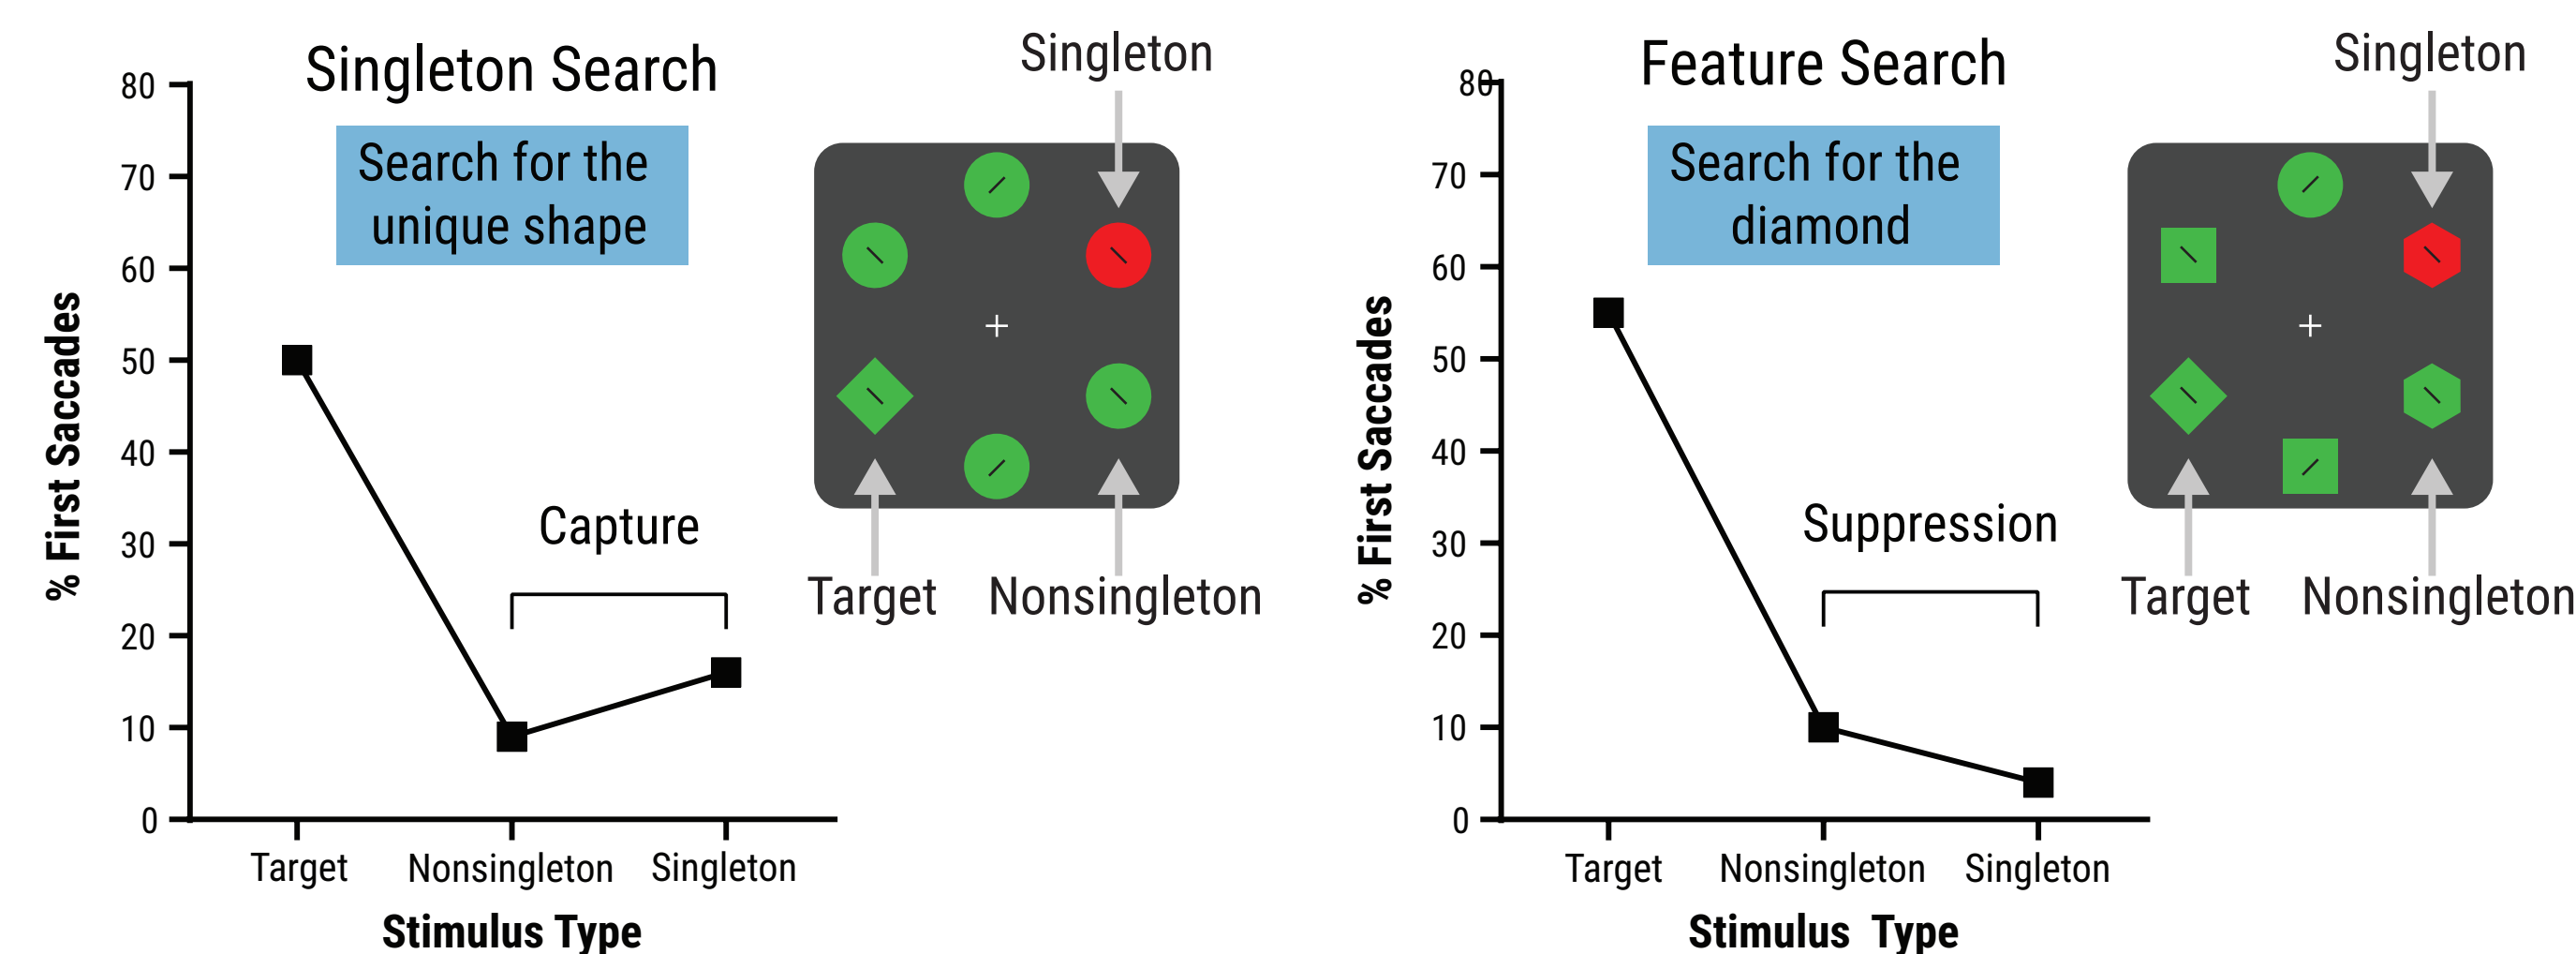 Singleton Search
Search for the
unique shape
% First Saccades
80
70
60
50
40
30
20
10
0
Capture
Target
Nonsingleton
Singleton
Stimulus Type
Singleton
Target
Nonsingleton
Feature Search
Search for the
diamond
% First Saccades
80
70
60
50
40
30
20
10
0
Suppression
Target
Nonsingleton
Singleton
Stimulus Type
Singleton
Target
Nonsingleton